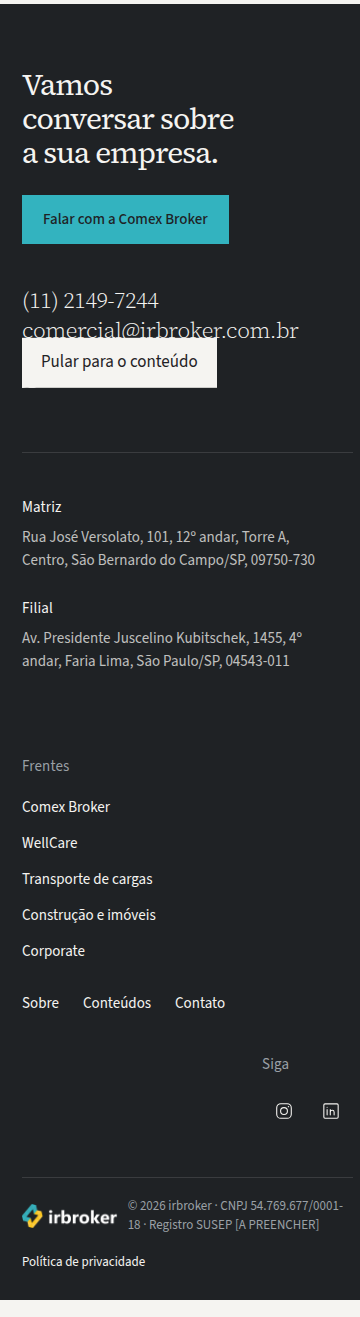 Vamos
conversar sobre
a sua empresa.
Falar com a Comex Broker
(11) 2149-7244
comercial@irbroker.com.br
Pular para o conteúdo
Matriz
Rua José Versolato, 101, 12º andar, Torre A,
Centro, São Bernardo do Campo/SP, 09750-730
Filial
Av. Presidente Juscelino Kubitschek, 1455, 4º
andar, Faria Lima, São Paulo/SP, 04543-011
Frentes
Comex Broker
WellCare
Transporte de cargas
Construção e imóveis
Corporate
Sobre Conteúdos Contato
Siga
irbroker
© 2026 irbroker · CNPJ 54.769.677/0001-
18 · Registro SUSEP [A PREENCHER]
Política de privacidade